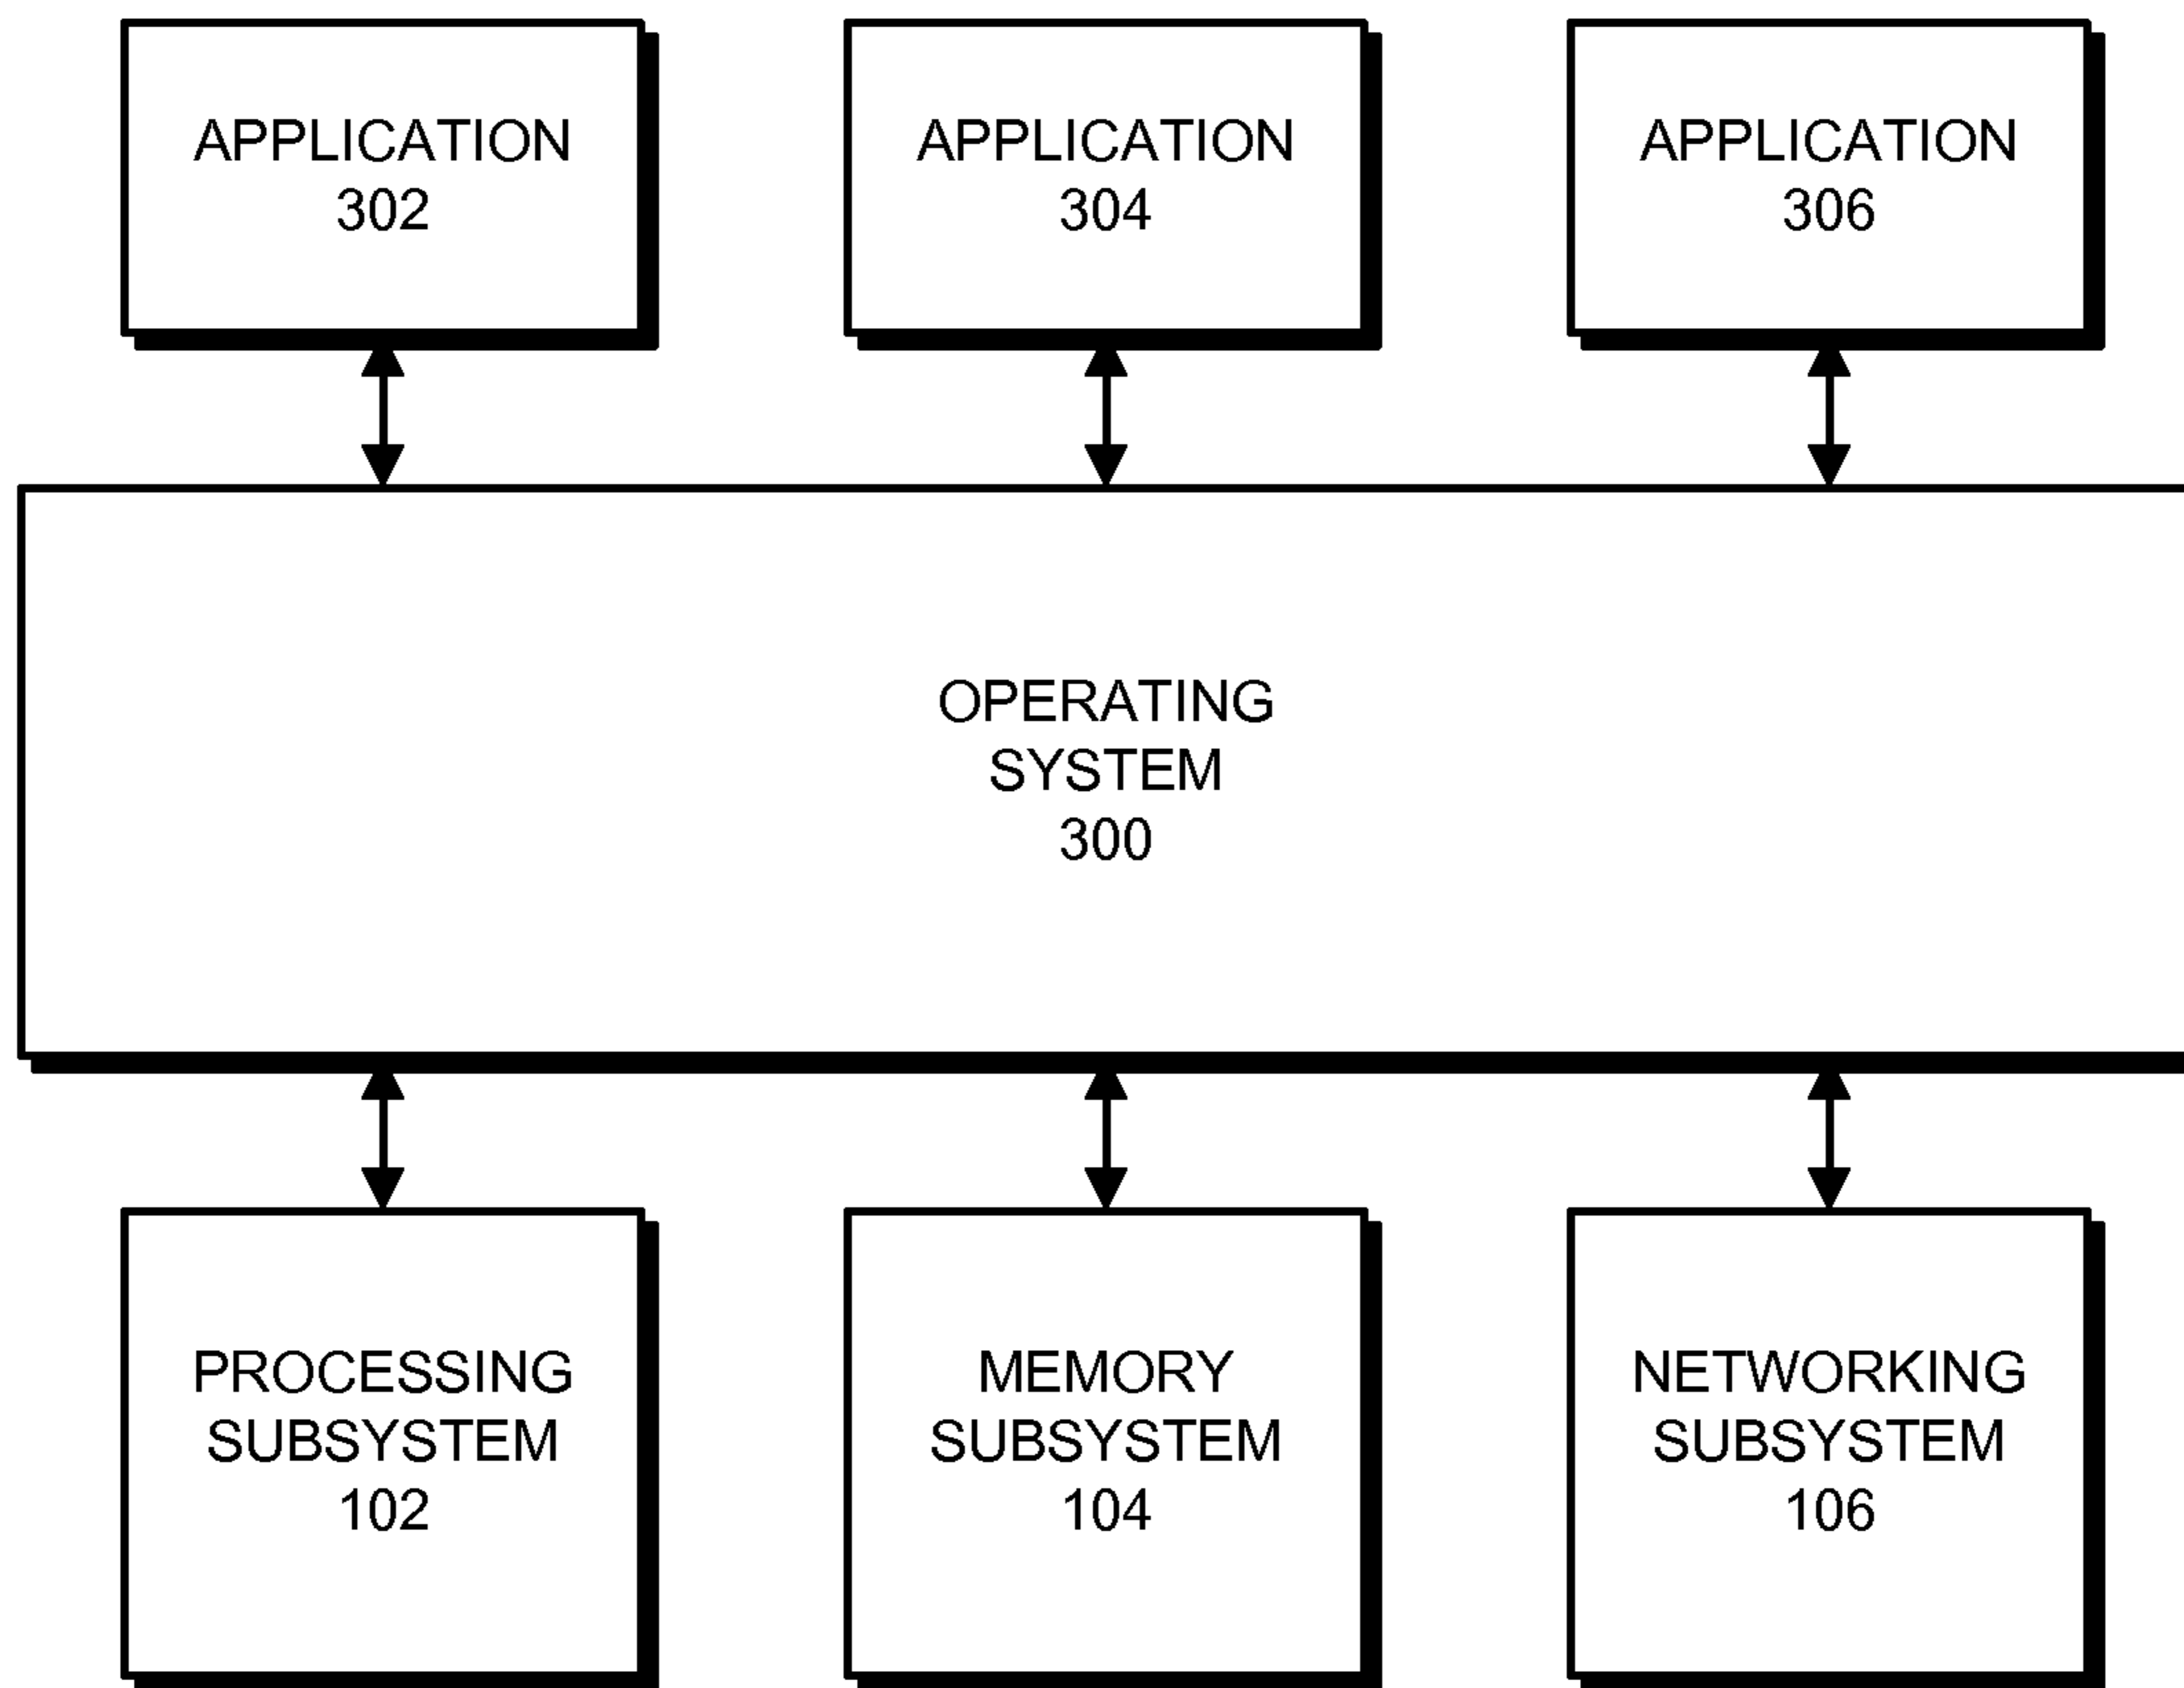 APPLICATION
302
APPLICATION
304
APPLICATION
306
OPERATING
SYSTEM
300
PROCESSING
SUBSYSTEM
102
MEMORY
SUBSYSTEM
104
NETWORKING
SUBSYSTEM
106